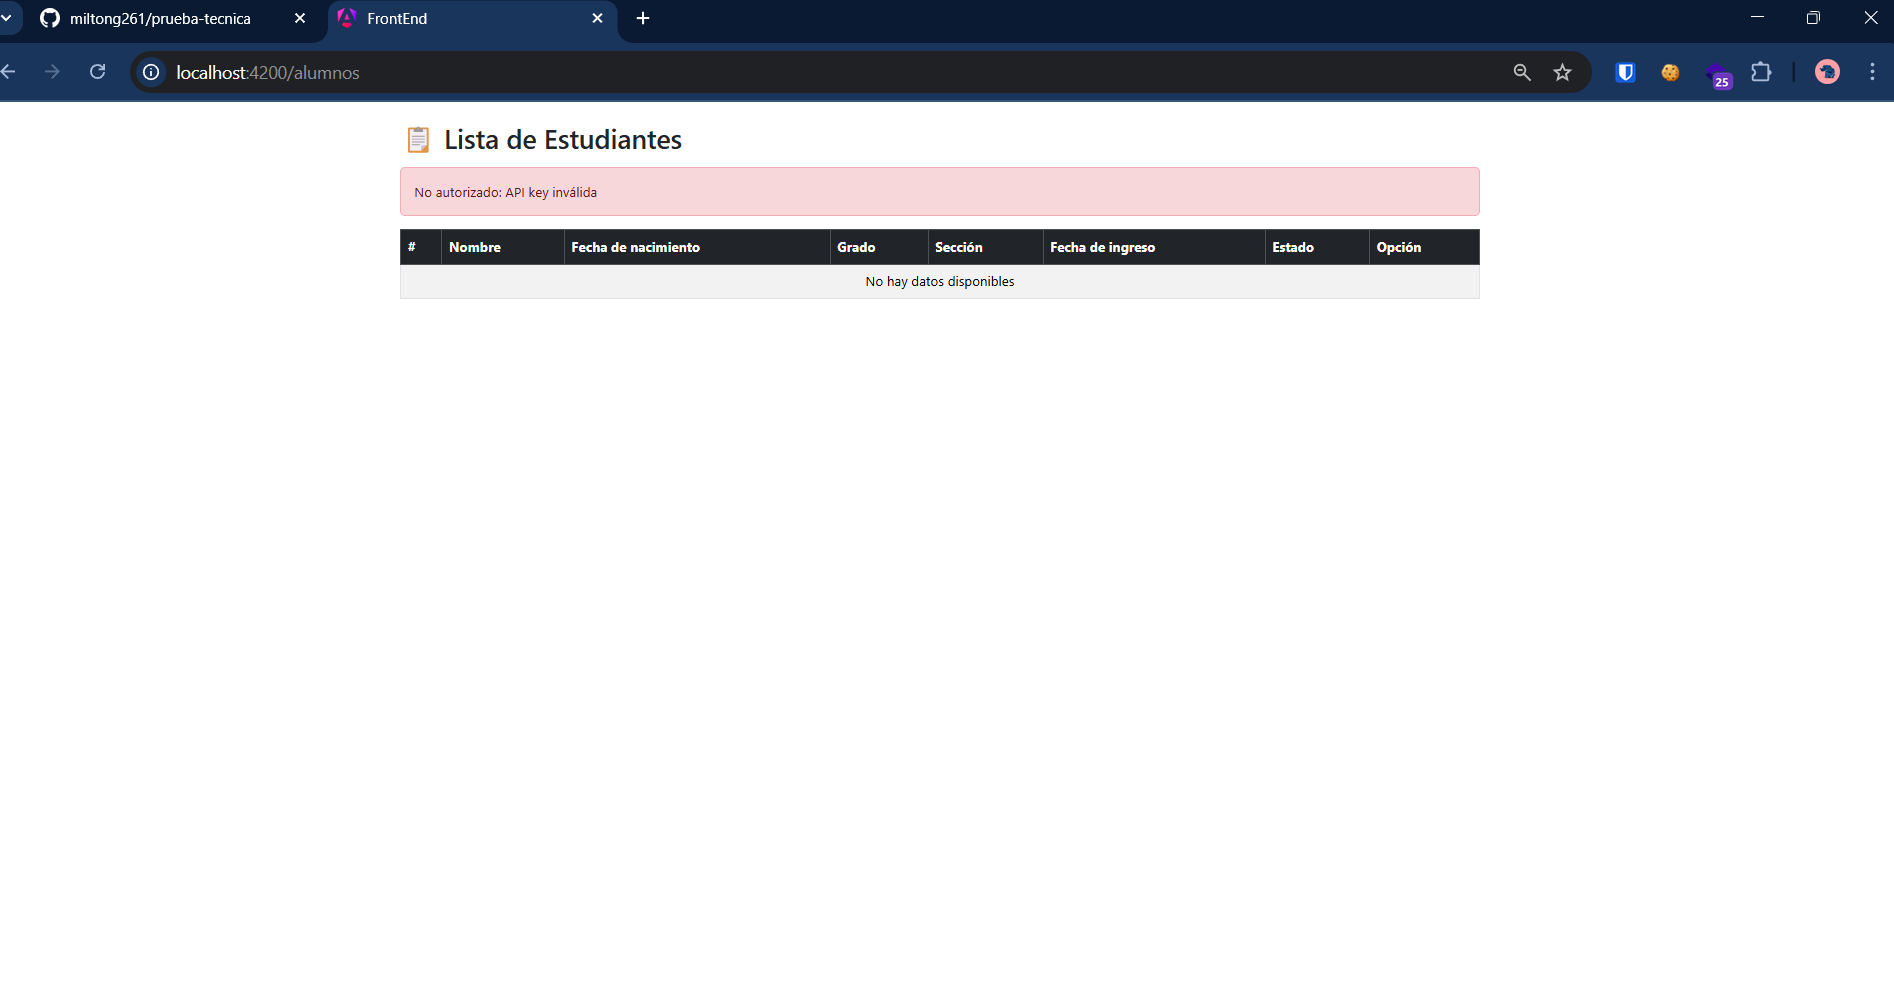 miltong261/prueba-tecnica
FrontEnd
localhost:4200/alumnos
25
📋 Lista de Estudiantes
No autorizado: API key inválida
# Nombre Fecha de nacimiento Grado Sección Fecha de ingreso Estado Opción
No hay datos disponibles